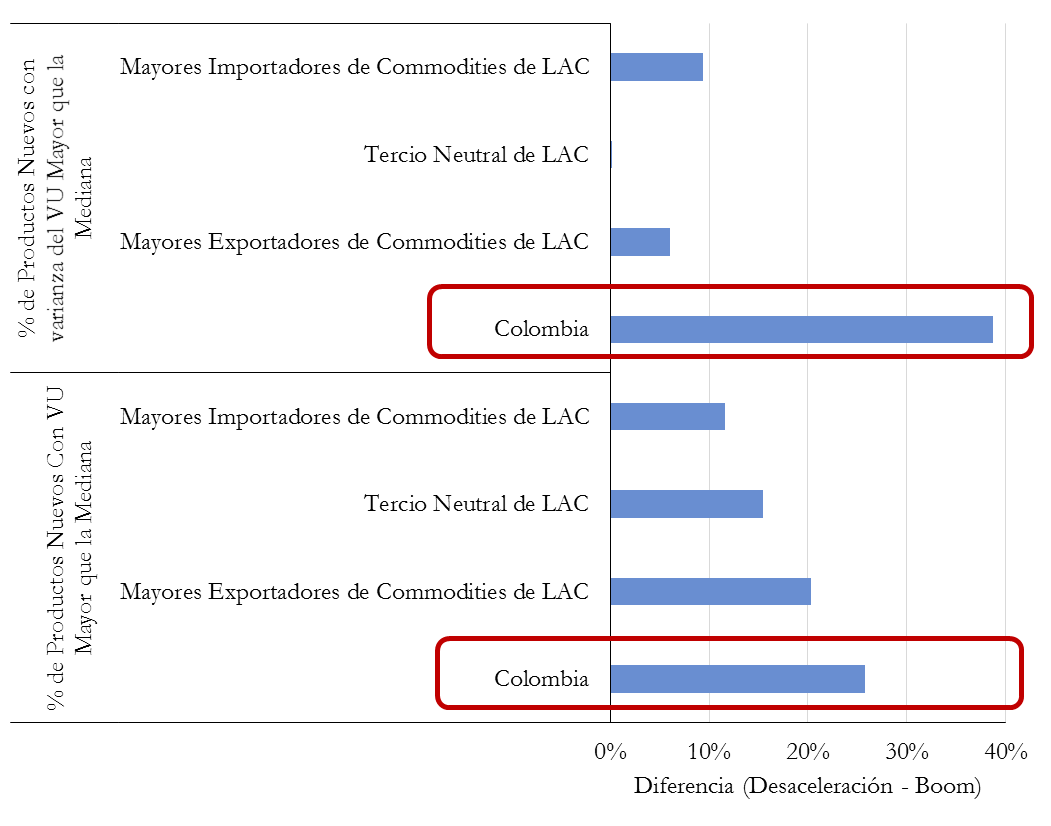 % de Productos Nuevos con
varianza del VU Mayor que la
Mediana
Mayores Importadores de Commodities de LAC
Tercio Neutral de LAC
Mayores Exportadores de Commodities de LAC
Colombia
% de Productos Nuevos Con VU
Mayor que la Mediana
Mayores Importadores de Commodities de LAC
Tercio Neutral de LAC
Mayores Exportadores de Commodities de LAC
Colombia
0% 10% 20% 30% 40%
Diferencia (Desaceleración - Boom)